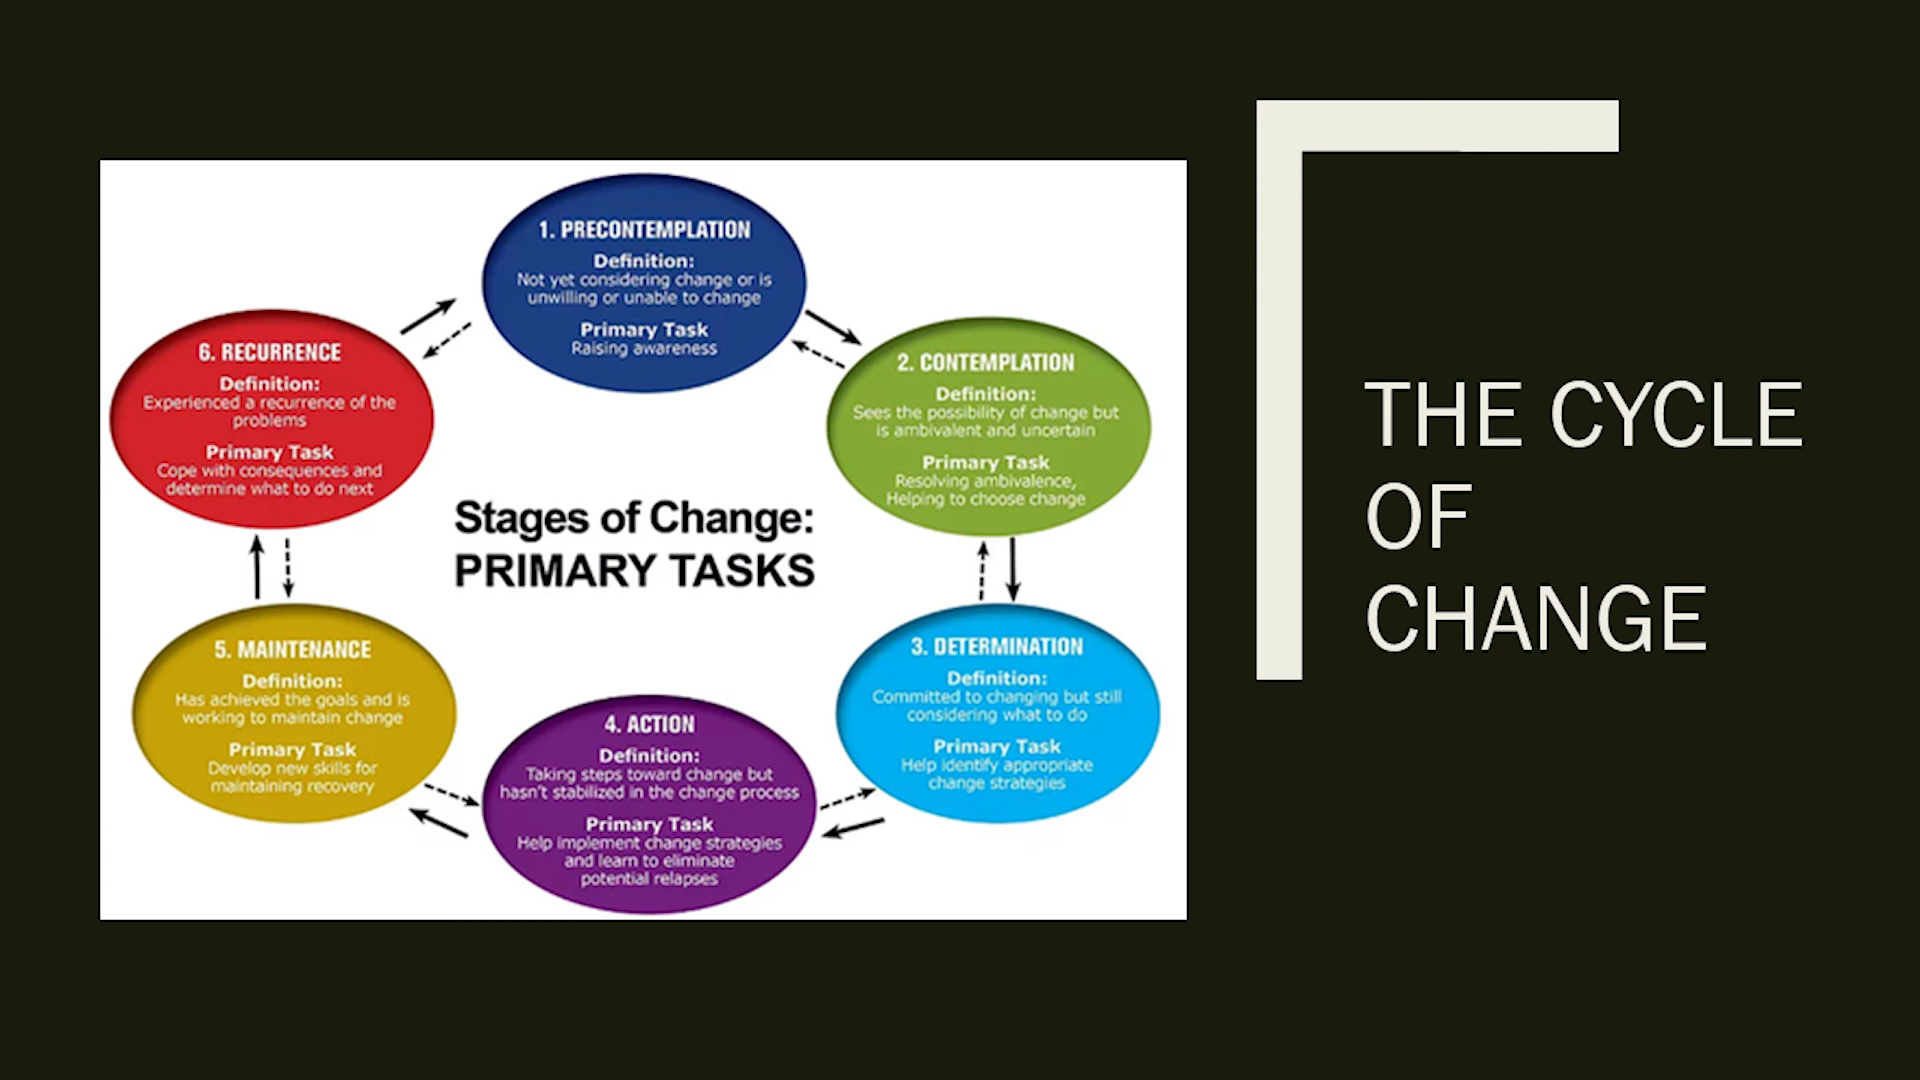 1. PRECONTEMPLATION
Definition:
Not yet considering change or is
unwilling or unable to change
Primary Task
Raising awareness
2. CONTEMPLATION
Definition:
Sees the possibility of change but
is ambivalent and uncertain
Primary Task
Resolving ambivalence,
Helping to choose change
3. DETERMINATION
Definition:
Committed to changing but still
considering what to do
Primary Task
Help identify appropriate
change strategies
4. ACTION
Definition:
Taking steps toward change but
hasn't stabilized in the change process
Primary Task
Help implement change strategies
and learn to eliminate
potential relapses
5. MAINTENANCE
Definition:
Has achieved the goals and is
working to maintain change
Primary Task
Develop new skills for
maintaining recovery
6. RECURRENCE
Definition:
Experienced a recurrence of the
problems
Primary Task
Cope with consequences and
determine what to do next
Stages of Change:
PRIMARY TASKS
THE CYCLE
OF
CHANGE